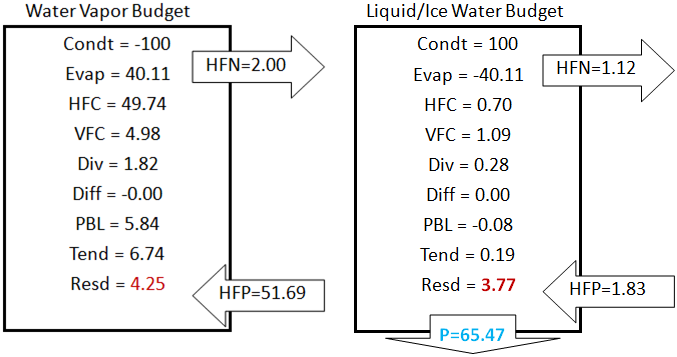 Water Vapor Budget
Condt = -100
Evap = 40.11
HFC = 49.74
VFC = 4.98
Div = 1.82
Diff = -0.00
PBL = 5.84
Tend = 6.74
Resd = 4.25
HFN=2.00
HFP=51.69
Liquid/Ice Water Budget
Condt = 100
Evap = -40.11
HFC = 0.70
VFC = 1.09
Div = 0.28
Diff = 0.00
PBL = -0.08
Tend = 0.19
Resd = 3.77
HFN=1.12
HFP=1.83
P=65.47